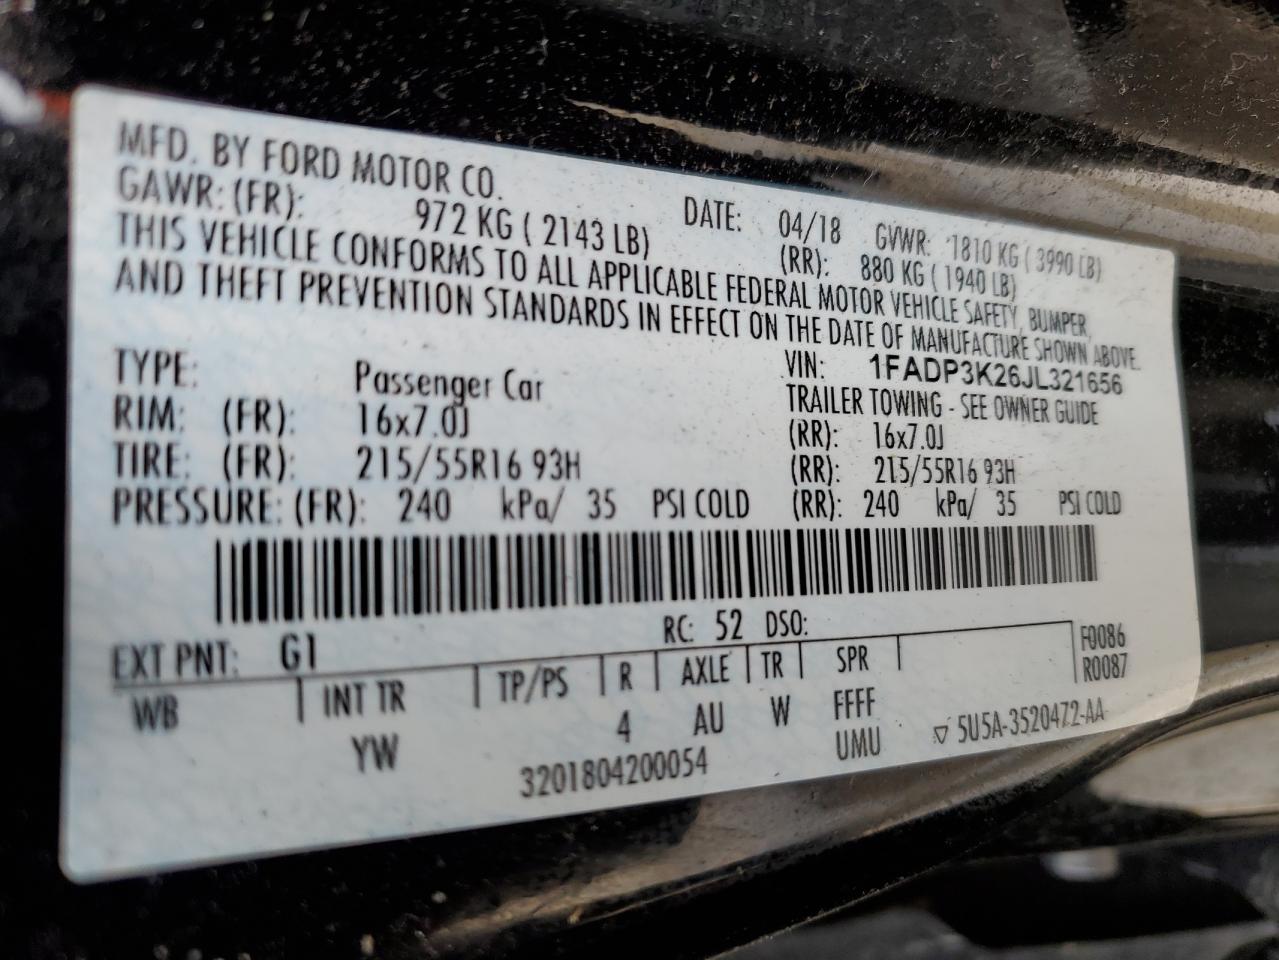 MFD. BY FORD MOTOR CO. DATE: 04/18 GVWR: 1810 KG ( 3990 LB)
GAWR: (FR): 972 KG ( 2143 LB) (RR): 880 KG ( 1940 LB)
THIS VEHICLE CONFORMS TO ALL APPLICABLE FEDERAL MOTOR VEHICLE SAFETY, BUMPER,
AND THEFT PREVENTION STANDARDS IN EFFECT ON THE DATE OF MANUFACTURE SHOWN ABOVE.
VIN: 1FADP3K26JL321656
TYPE: Passenger Car TRAILER TOWING - SEE OWNER GUIDE
RIM: (FR): 16x7.0J (RR): 16x7.0J
TIRE: (FR): 215/55R16 93H (RR): 215/55R16 93H
PRESSURE: (FR): 240 kPa/ 35 PSI COLD (RR): 240 kPa/ 35 PSI COLD
EXT PNT: G1 RC: 52 DSO: F0086
R0087
WB INT TR TP/PS R AXLE TR SPR
YW 4 AU W FFFF
UMU
3201804200054 ▽ 5U5A-3520472-AA